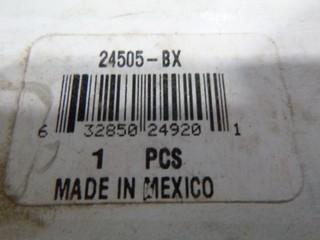 24505-BX
6 32850 24920 1
1 PCS
MADE IN MEXICO